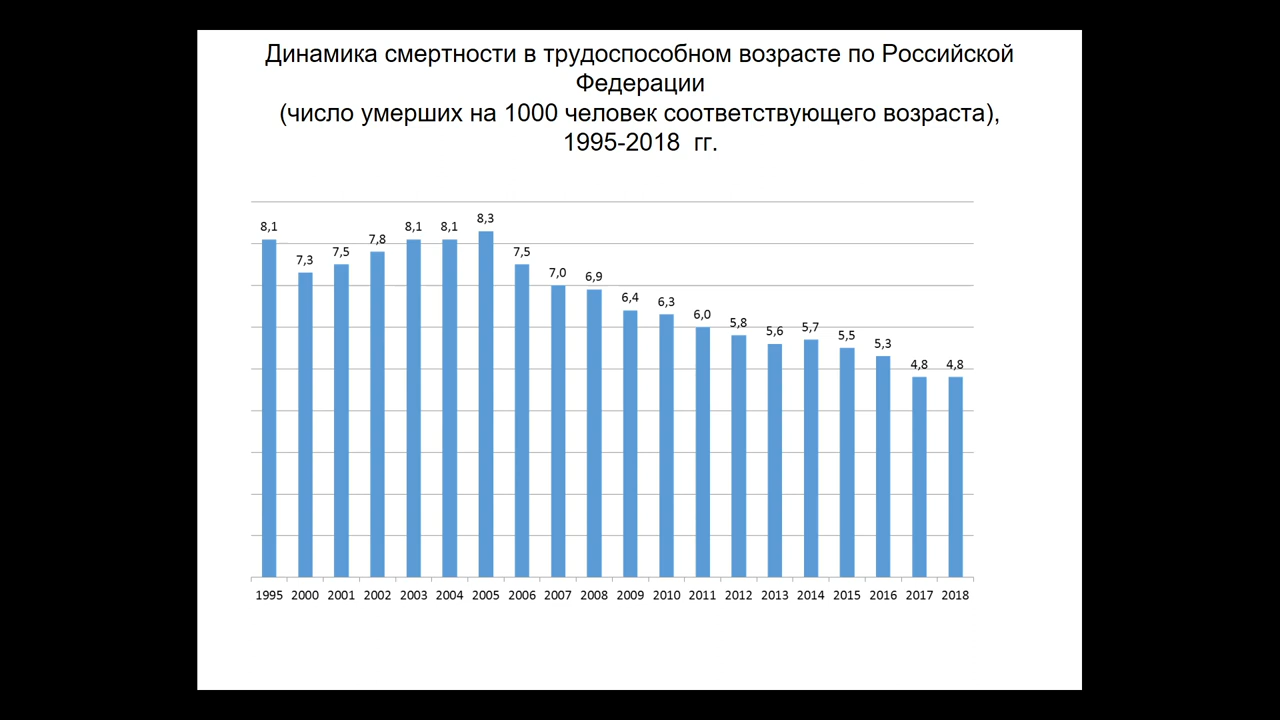 Динамика смертности в трудоспособном возрасте по Российской
Федерации
(число умерших на 1000 человек соответствующего возраста),
1995-2018 гг.
8,1 7,3 7,5 7,8 8,1 8,1 8,3 7,5 7,0 6,9 6,4 6,3 6,0 5,8 5,6 5,7 5,5 5,3 4,8 4,8
1995 2000 2001 2002 2003 2004 2005 2006 2007 2008 2009 2010 2011 2012 2013 2014 2015 2016 2017 2018